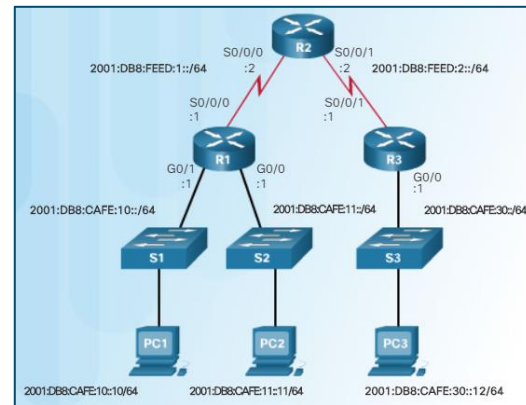 S0/0/0 S0/0/1
R2
2001:DB8:FEED:1::/64 :2 :2 2001:DB8:FEED:2::/64
S0/0/0 S0/0/1
:1 :1
R1 R3
G0/1 G0/0 G0/0
:1 :1 :1
2001:DB8:CAFE:10::/64 2001:DB8:CAFE:11::/64 2001:DB8:CAFE:30::/64
S1 S2 S3
PC1 PC2 PC3
2001:DB8:CAFE:10::10/64 2001:DB8:CAFE:11::11/64 2001:DB8:CAFE:30::12/64